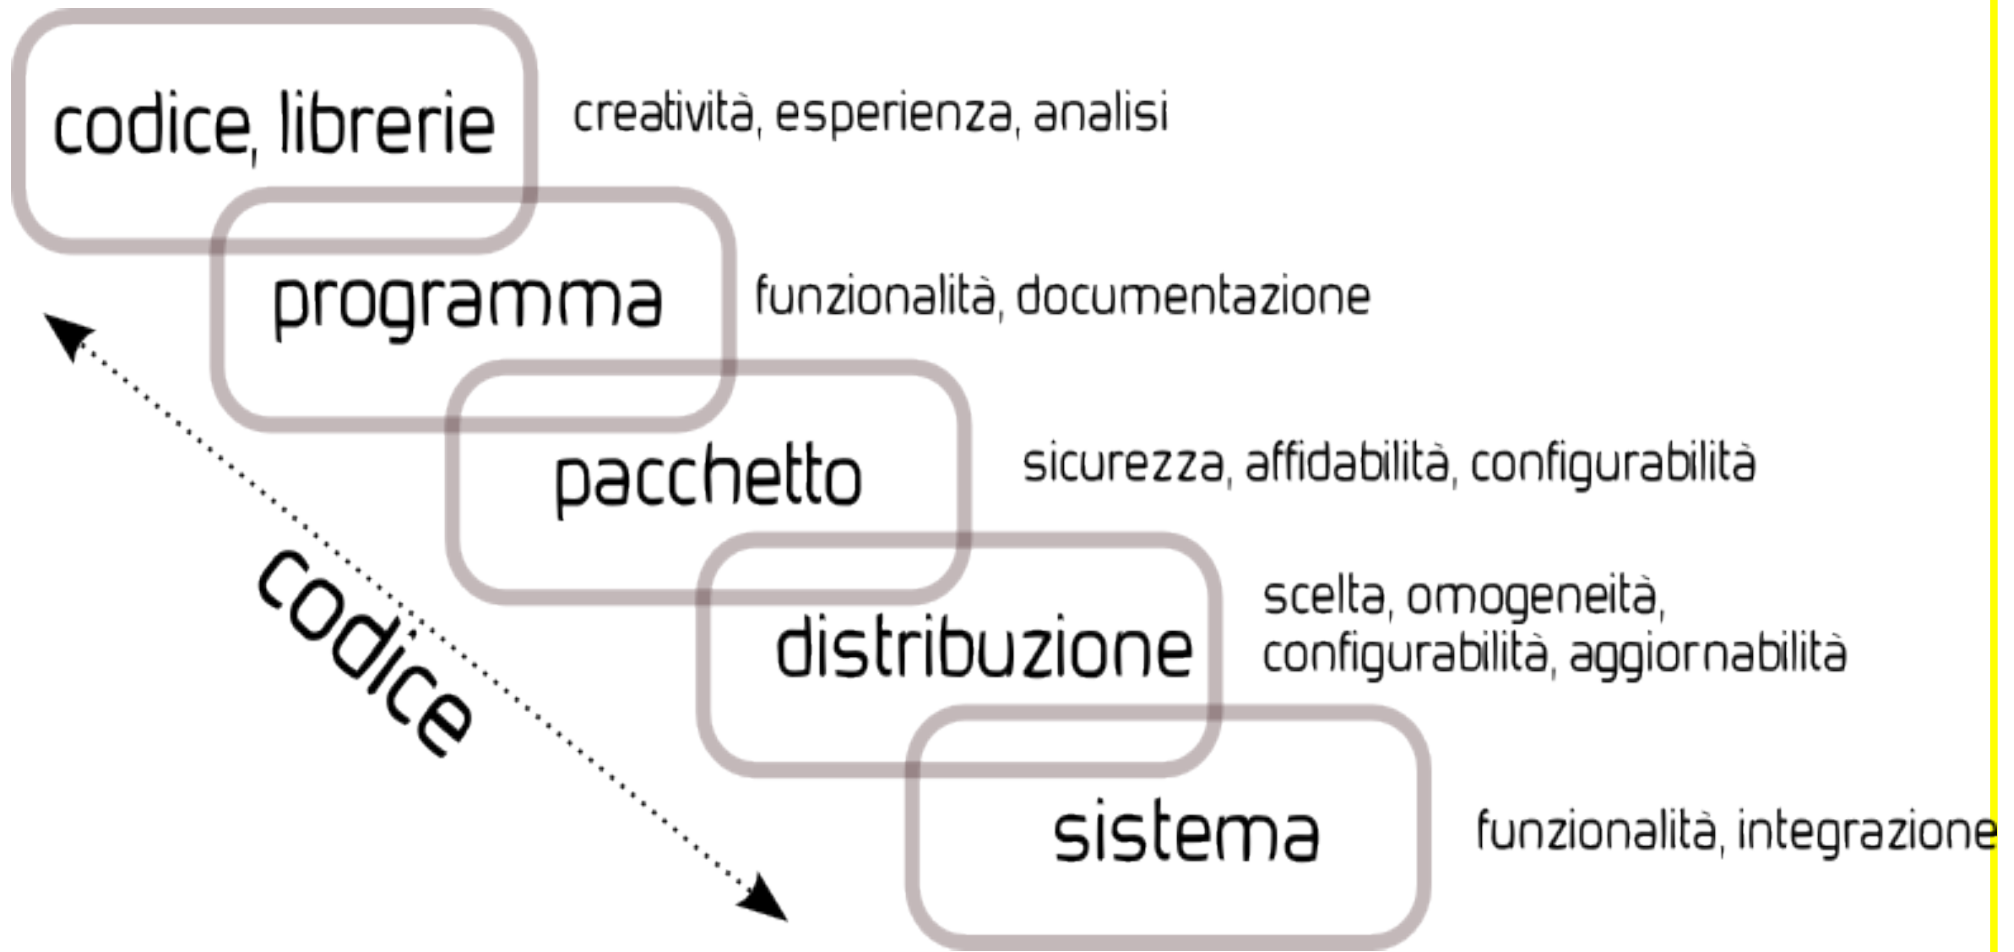 codice, librerie
creatività, esperienza, analisi
programma
funzionalità, documentazione
pacchetto
sicurezza, affidabilità, configurabilità
codice
distribuzione
scelta, omogeneità,
configurabilità, aggiornabilità
sistema
funzionalità, integrazione